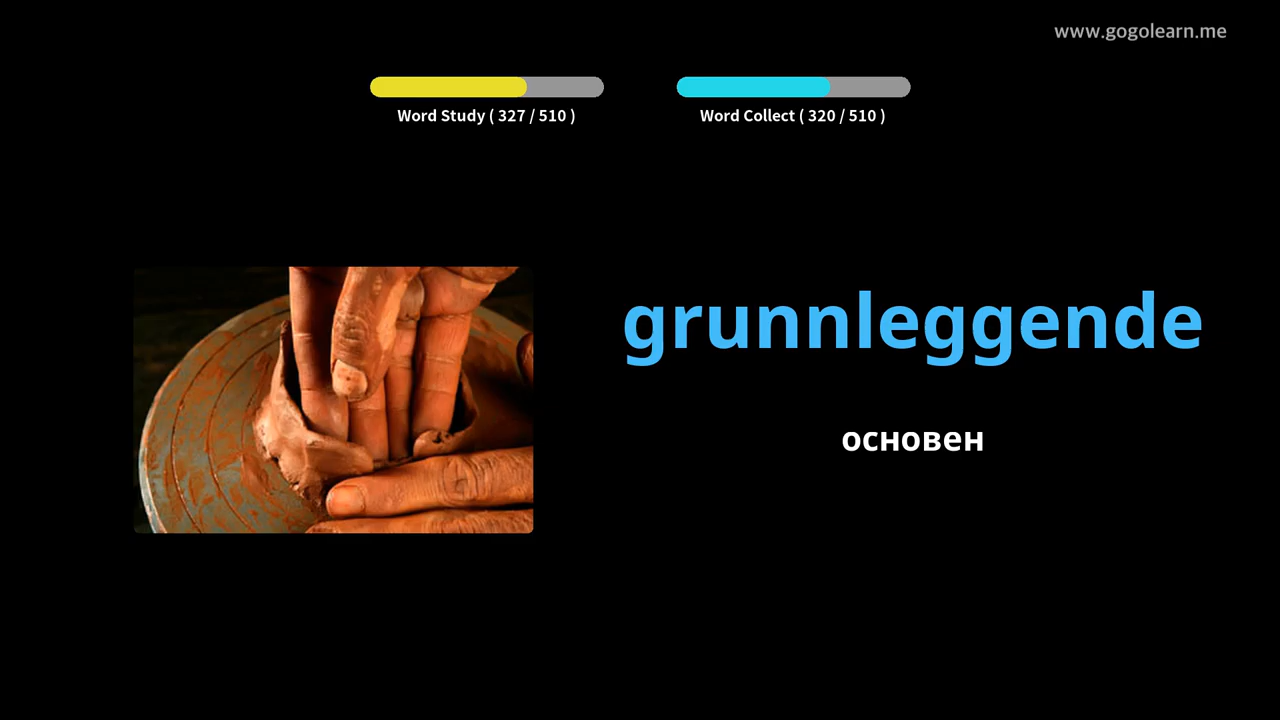 www.gogolearn.me
Word Study ( 327 / 510 )
Word Collect ( 320 / 510 )
grunnleggende
основен